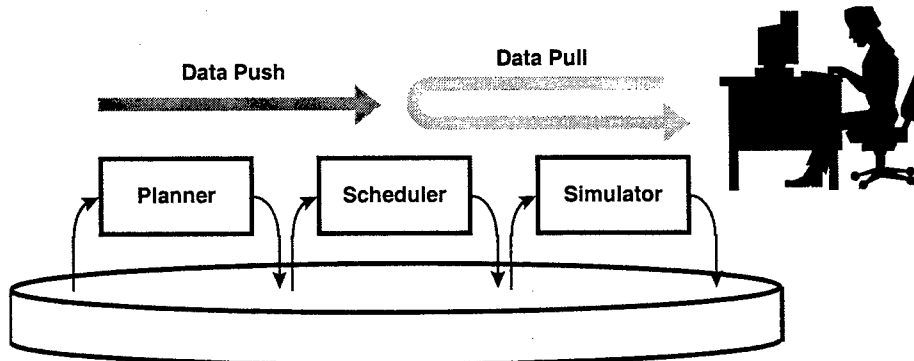 Data Push
Data Pull
Planner
Scheduler
Simulator